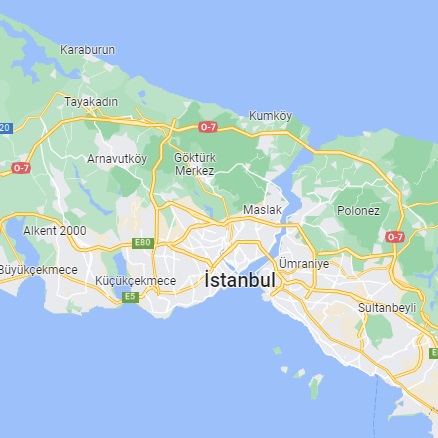 Karaburun
Tayakadın
Kumköy
O-7
20
Arnavutköy
Göktürk
Merkez
O-7
Maslak
Polonez
Alkent 2000
E80
O-7
Ümraniye
Büyükçekmece
Küçükçekmece
İstanbul
E5
Sultanbeyli